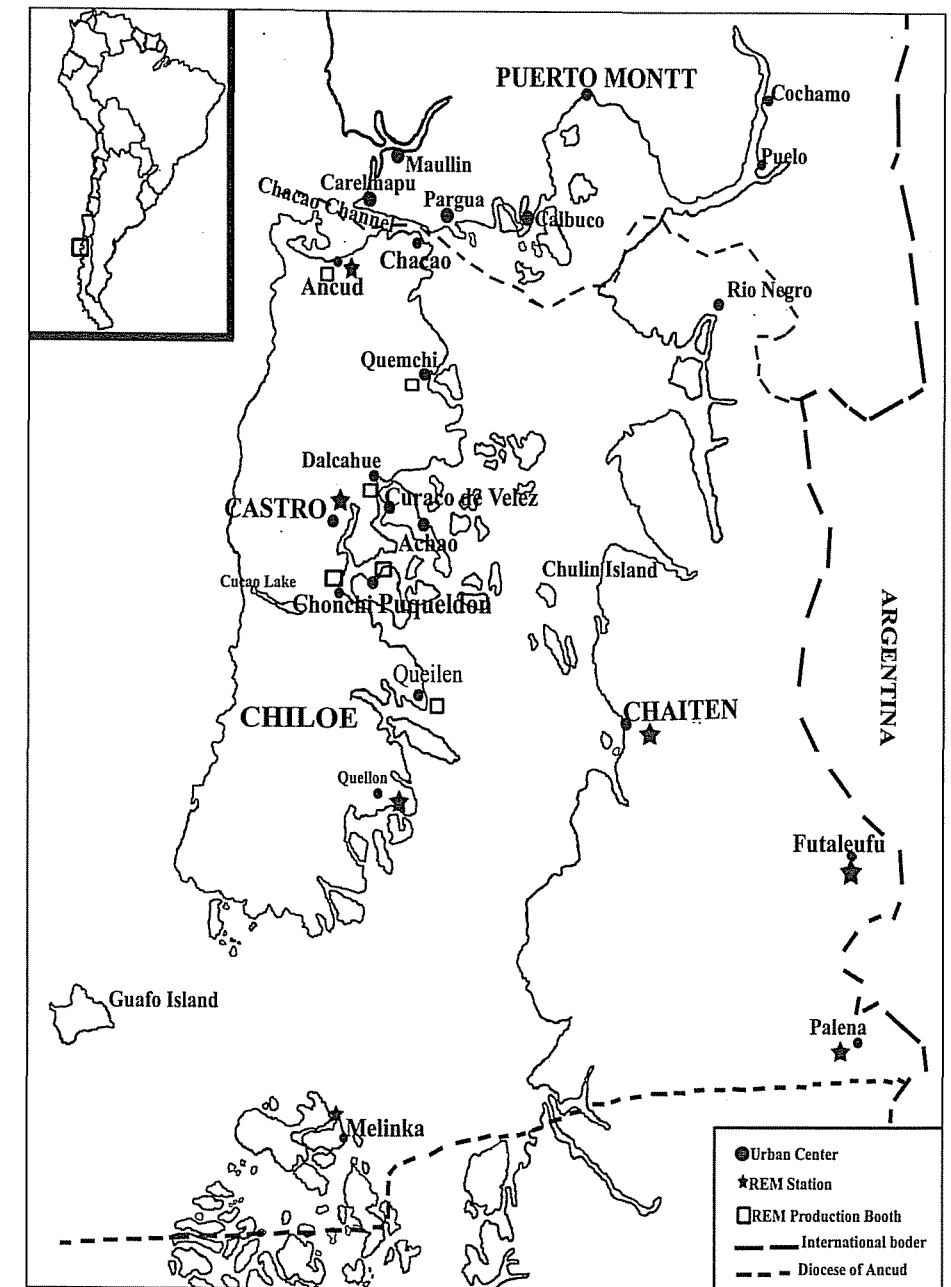 PUERTO MONTT
Cochamo
Maullin
Puelo
Carelmapu
Chacao Channel
Pargua
Calbuco
Chacao
Ancud
Rio Negro
Quemchi
Dalcahue
Curaco de Velez
CASTRO
Achao
Chulin Island
Cucao Lake
Chonchi
Puqueldon
ARGENTINA
Queilen
CHILOE
CHAITEN
Quellon
Futaleufu
Guafo Island
Palena
Melinka
Urban Center
REM Station
REM Production Booth
International boder
Diocese of Ancud